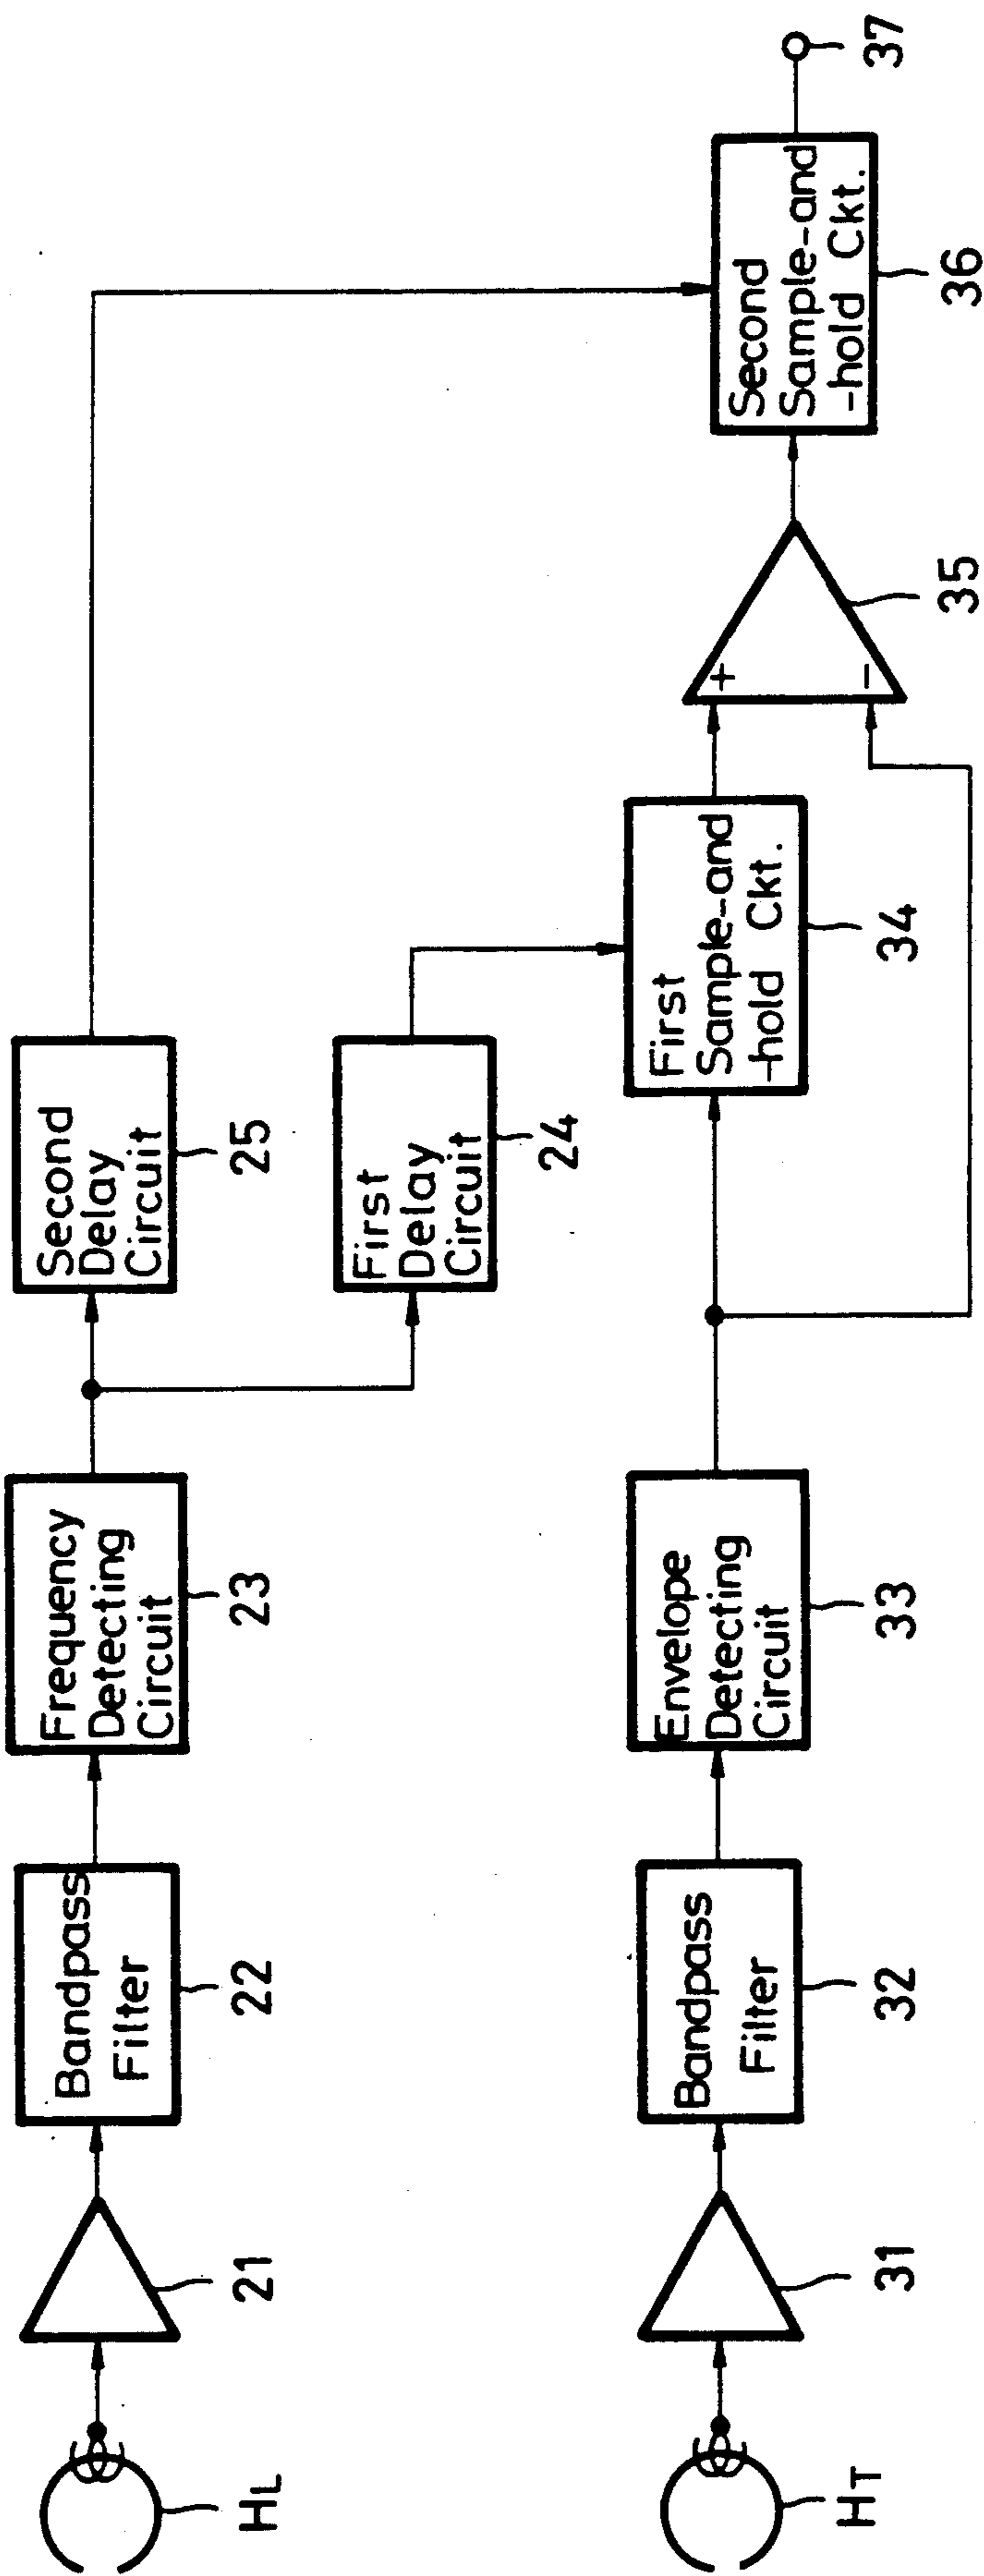 HL
21
Bandpass
Filter
22
Frequency
Detecting
Circuit
23
Second
Delay
Circuit
25
First
Delay
Circuit
24
HT
31
Bandpass
Filter
32
Envelope
Detecting
Circuit
33
First
Sample-and
-hold Ckt.
34
+
−
35
Second
Sample-and
-hold Ckt.
36
37